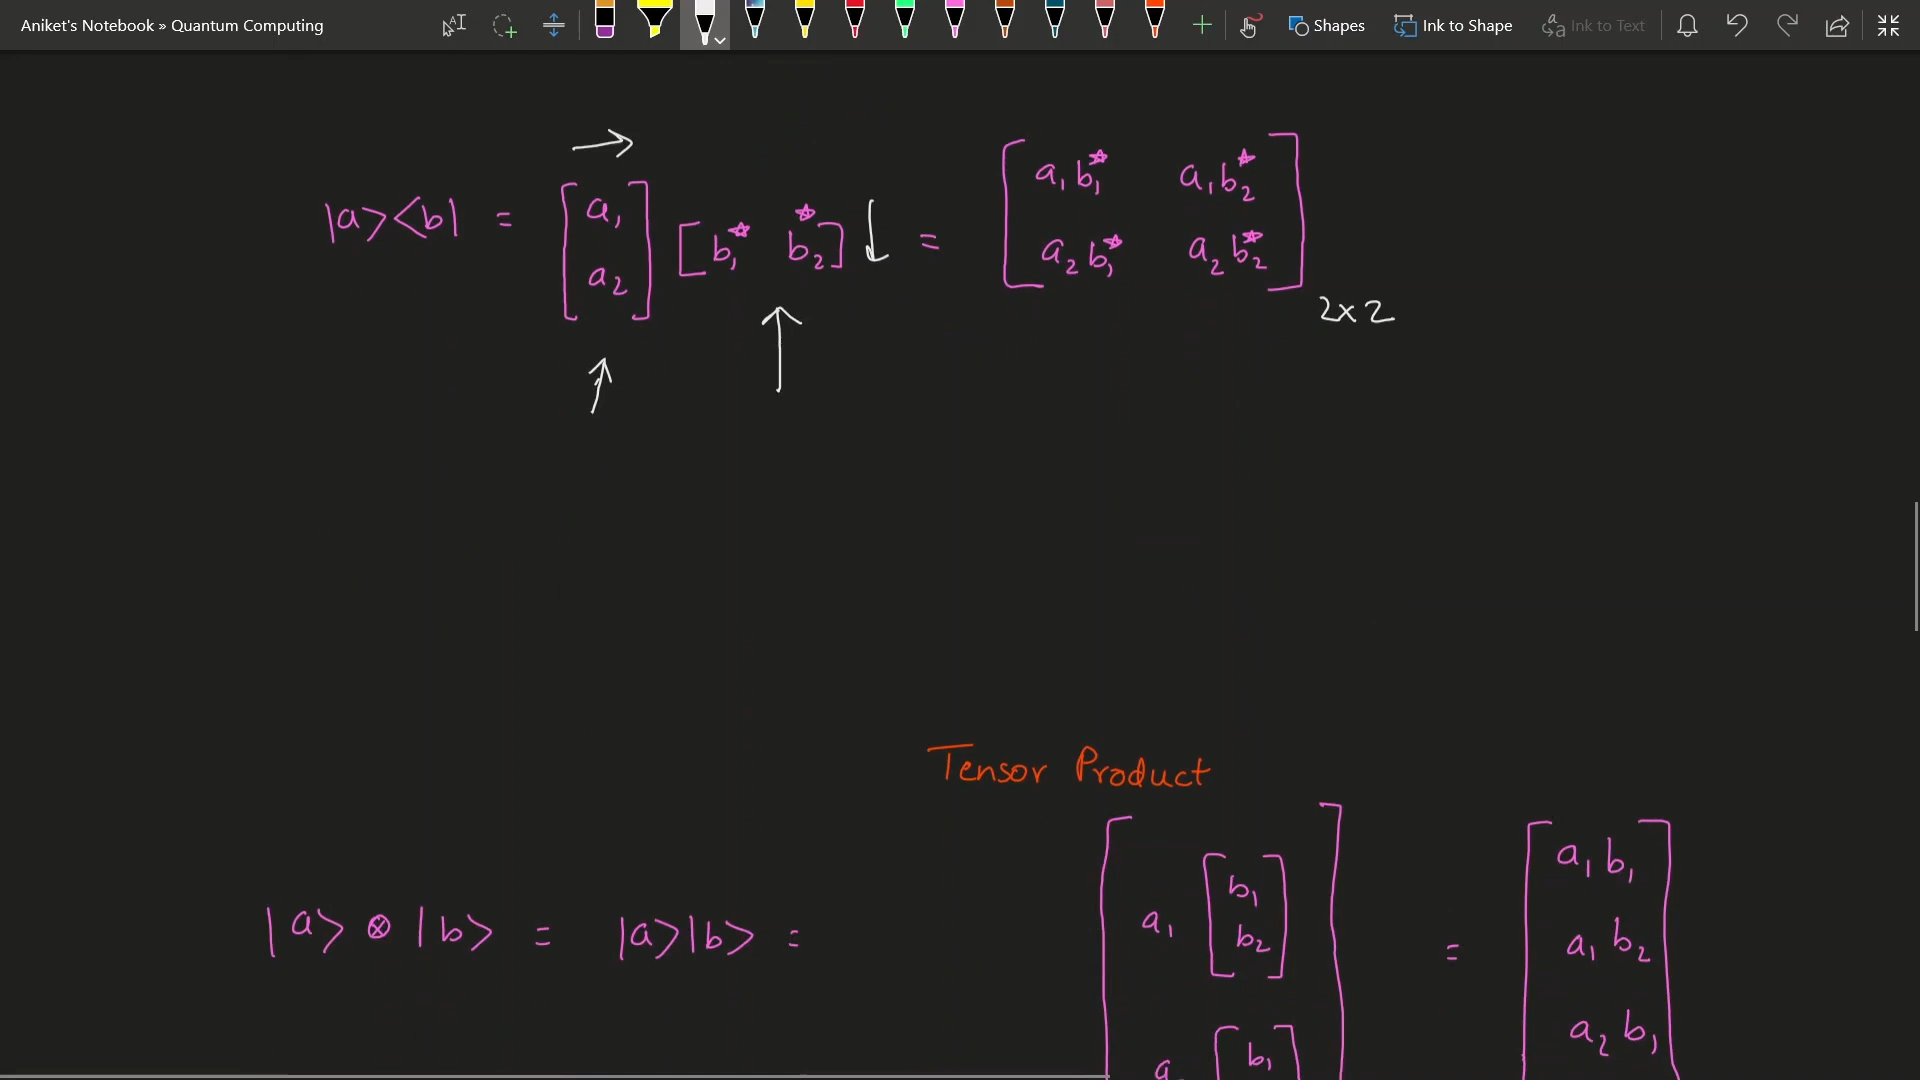 Aniket's Notebook » Quantum Computing Shapes Ink to Shape Ink to Text
|a><b| = [a₁ a₂] [b₁* b₂*] = [a₁b₁* a₁b₂* a₂b₁* a₂b₂*] 2x2
Tensor Product
|a> ⊗ |b> = |a>|b> = [a₁ [b₁ b₂] a [b₁ = [a₁b₁ a₁b₂ a₂b₁